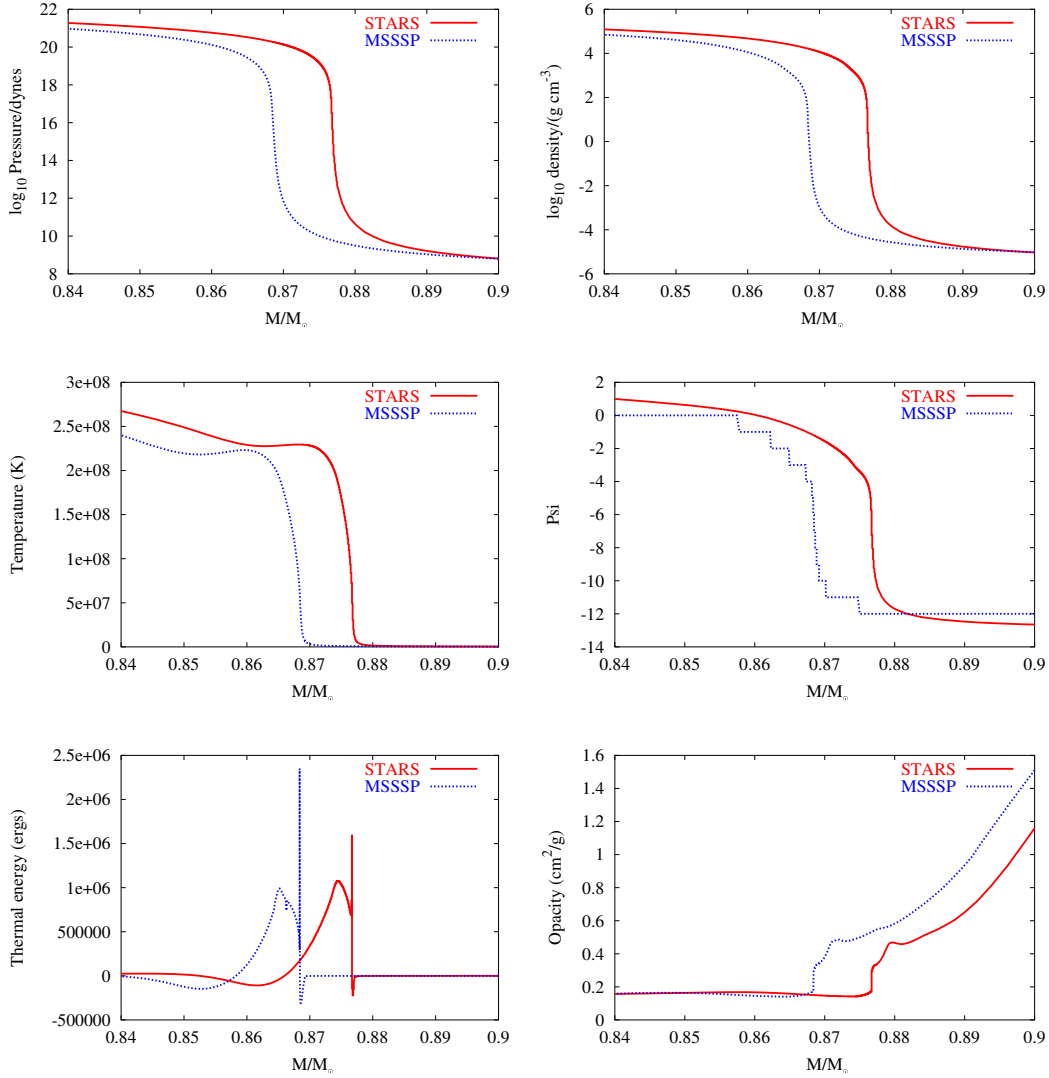 22
20
18
16
14
12
10
8
0.84 0.85 0.86 0.87 0.88 0.89 0.9
log10 Pressure/dynes
M/M☉
STARS
MSSSP
6
4
2
0
-2
-4
-6
0.84 0.85 0.86 0.87 0.88 0.89 0.9
log10 density/(g cm-3)
M/M☉
STARS
MSSSP
3e+08
2.5e+08
2e+08
1.5e+08
1e+08
5e+07
0
0.84 0.85 0.86 0.87 0.88 0.89 0.9
Temperature (K)
M/M☉
STARS
MSSSP
2
0
-2
-4
-6
-8
-10
-12
-14
0.84 0.85 0.86 0.87 0.88 0.89 0.9
Psi
M/M☉
STARS
MSSSP
2.5e+06
2e+06
1.5e+06
1e+06
500000
0
-500000
0.84 0.85 0.86 0.87 0.88 0.89 0.9
Thermal energy (ergs)
M/M☉
STARS
MSSSP
1.6
1.4
1.2
1
0.8
0.6
0.4
0.2
0
0.84 0.85 0.86 0.87 0.88 0.89 0.9
Opacity (cm2/g)
M/M☉
STARS
MSSSP